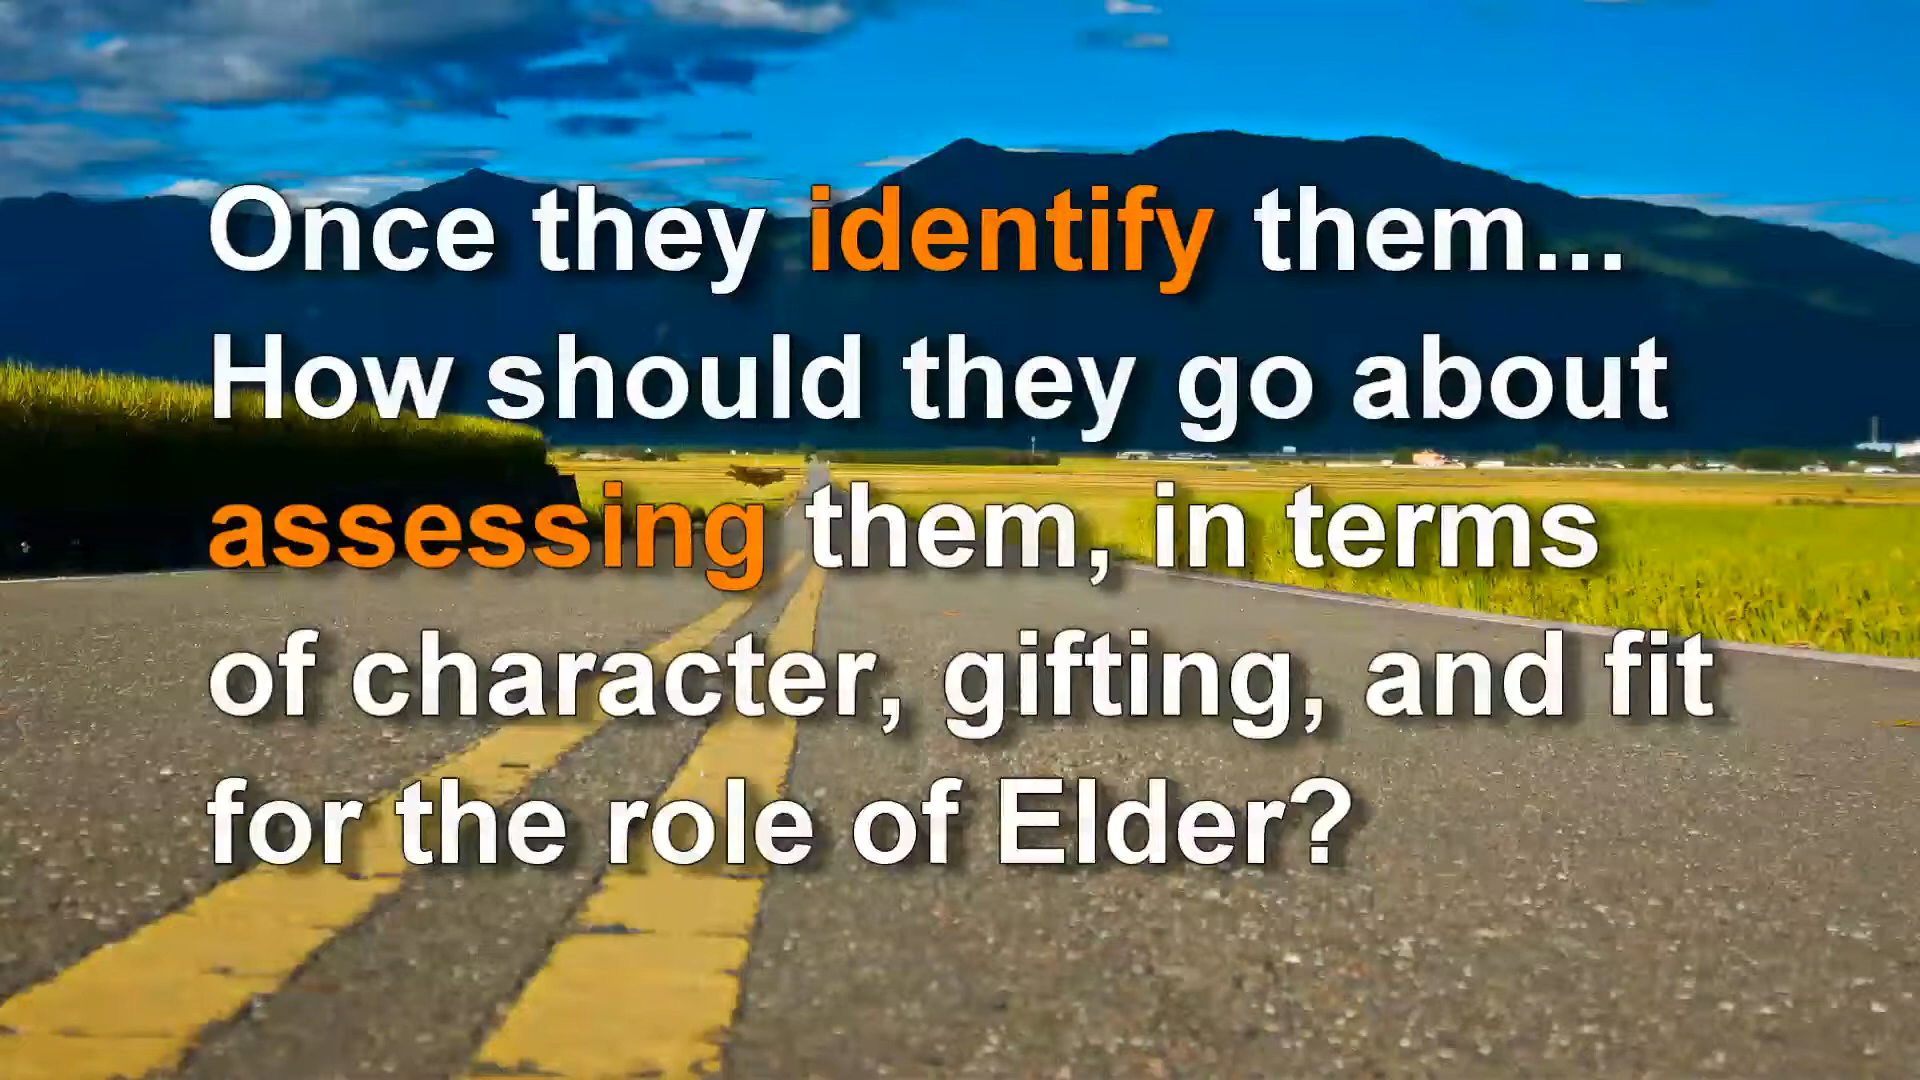 Once they identify them...
How should they go about
assessing them, in terms
of character, gifting, and fit
for the role of Elder?